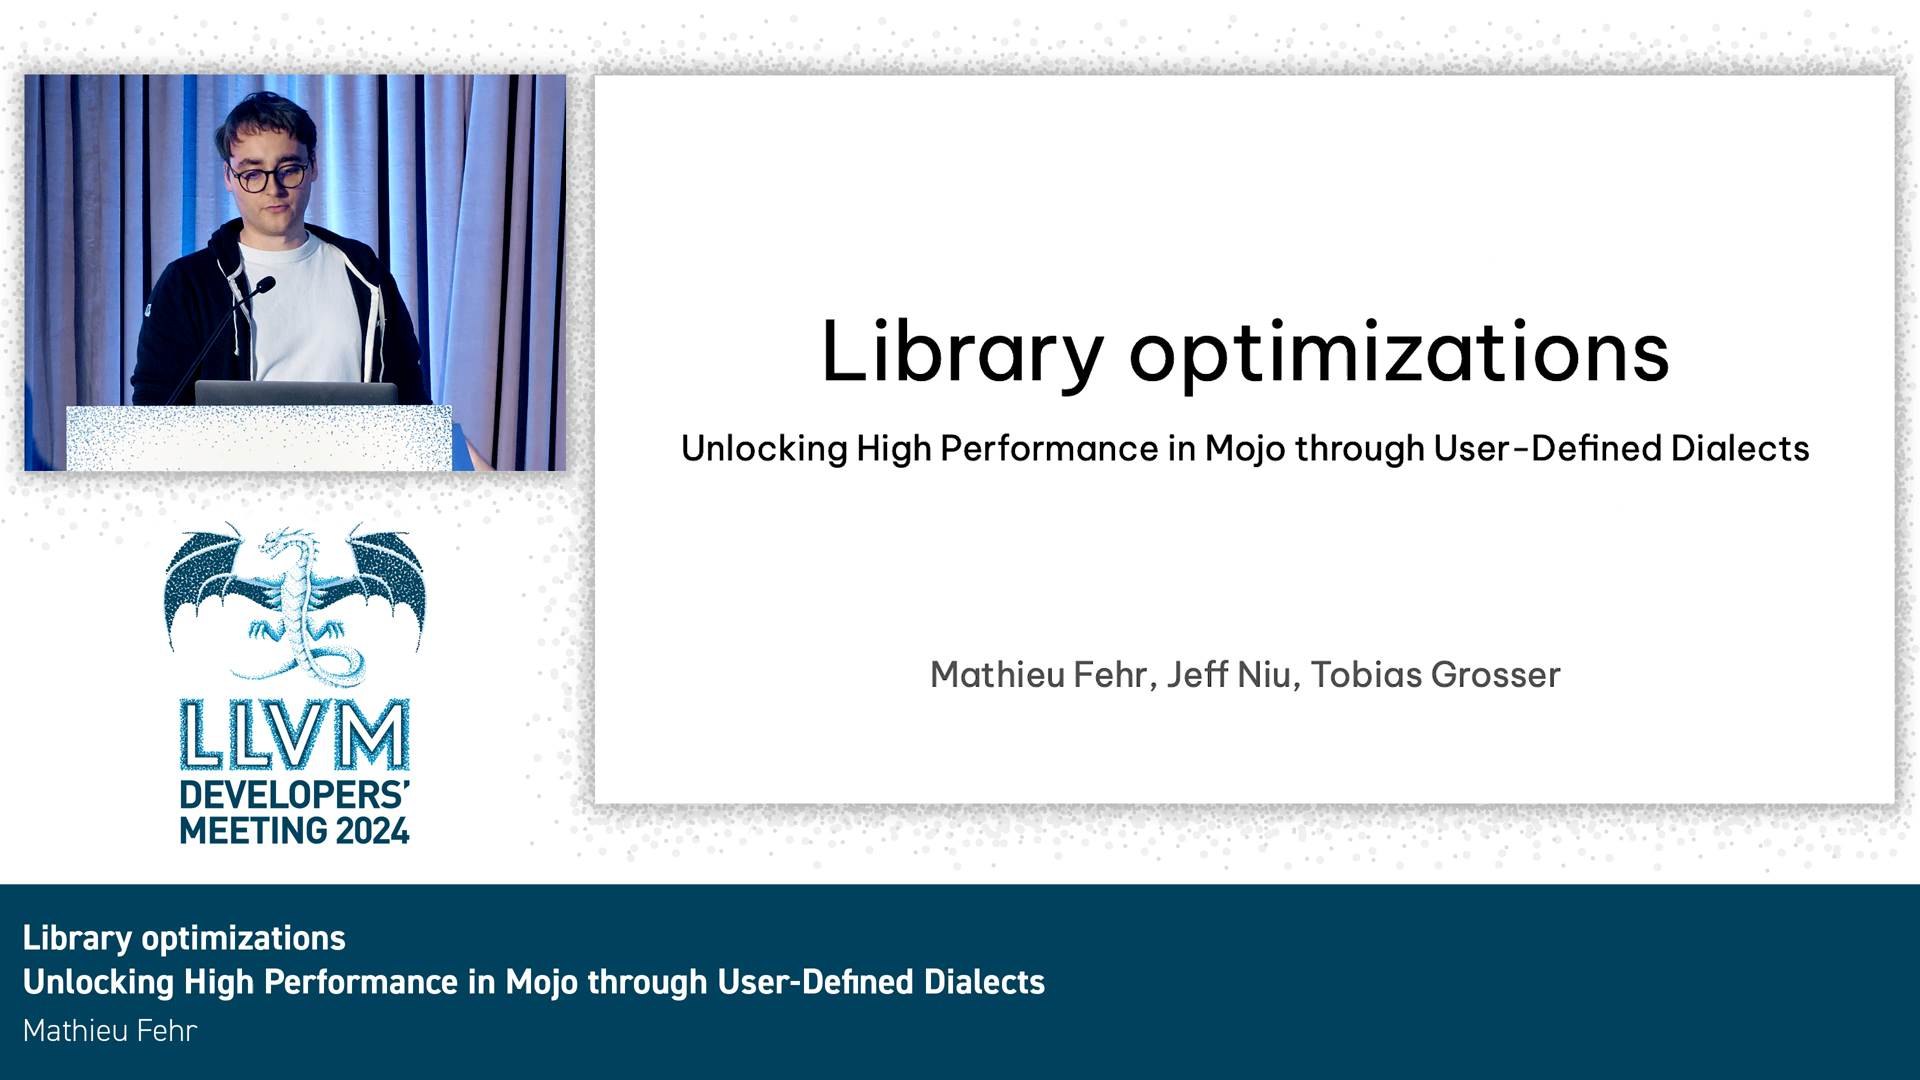 Library optimizations
Unlocking High Performance in Mojo through User-Defined Dialects
Mathieu Fehr, Jeff Niu, Tobias Grosser
LLVM
DEVELOPERS'
MEETING 2024
Library optimizations
Unlocking High Performance in Mojo through User-Defined Dialects
Mathieu Fehr